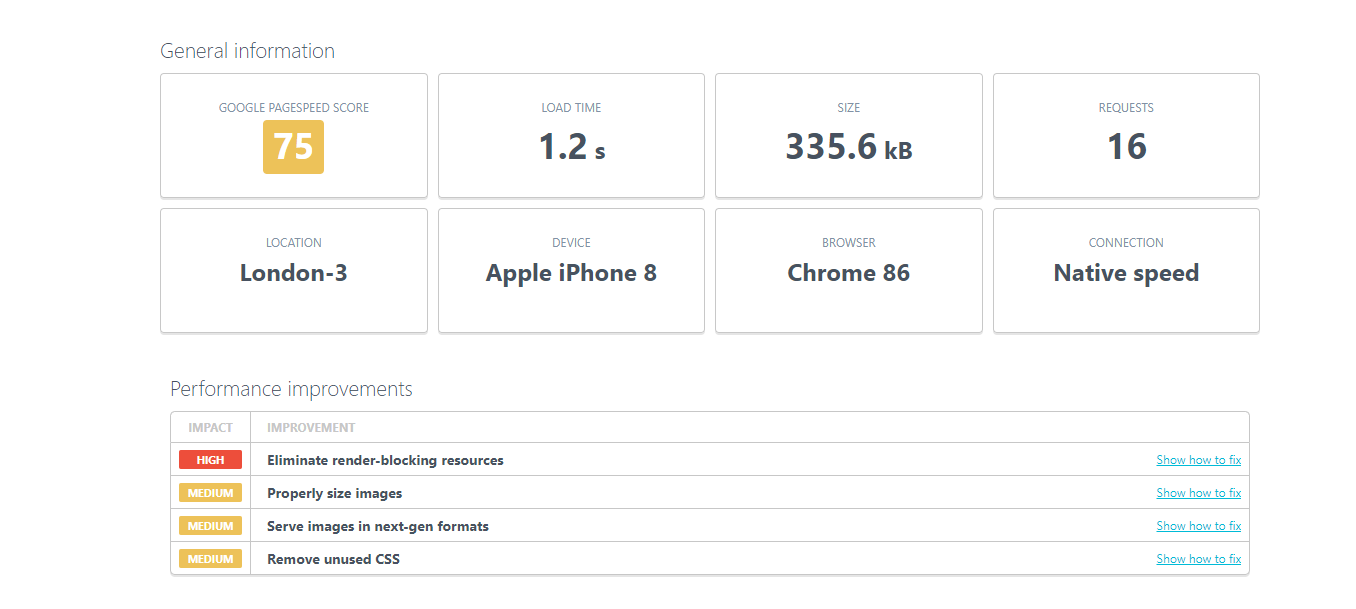 General information
GOOGLE PAGESPEED SCORE
75
LOAD TIME
1.2 s
SIZE
335.6 kB
REQUESTS
16
LOCATION
London-3
DEVICE
Apple iPhone 8
BROWSER
Chrome 86
CONNECTION
Native speed
Performance improvements
IMPACT IMPROVEMENT
HIGH Eliminate render-blocking resources Show how to fix
MEDIUM Properly size images Show how to fix
MEDIUM Serve images in next-gen formats Show how to fix
MEDIUM Remove unused CSS Show how to fix